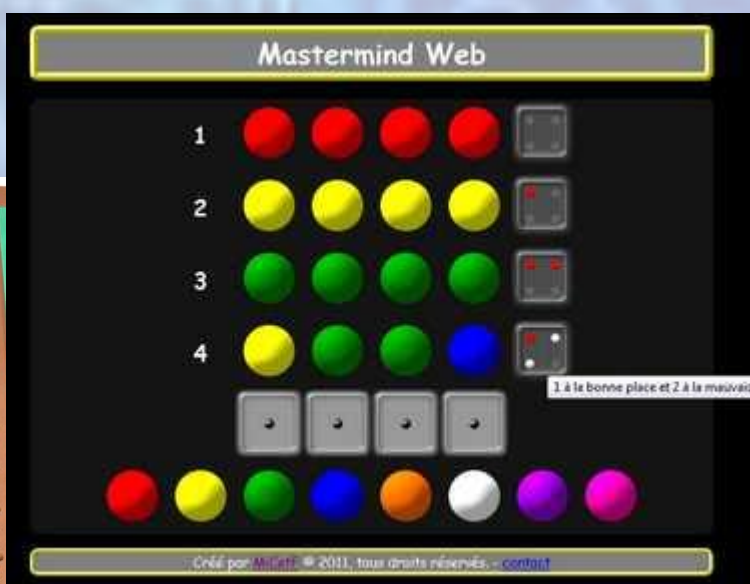 Mastermind Web
1
2
3
4
1 à la bonne place et 2 à la mauvais
Créé par MiCetF © 2011, tous droits réservés. - contact